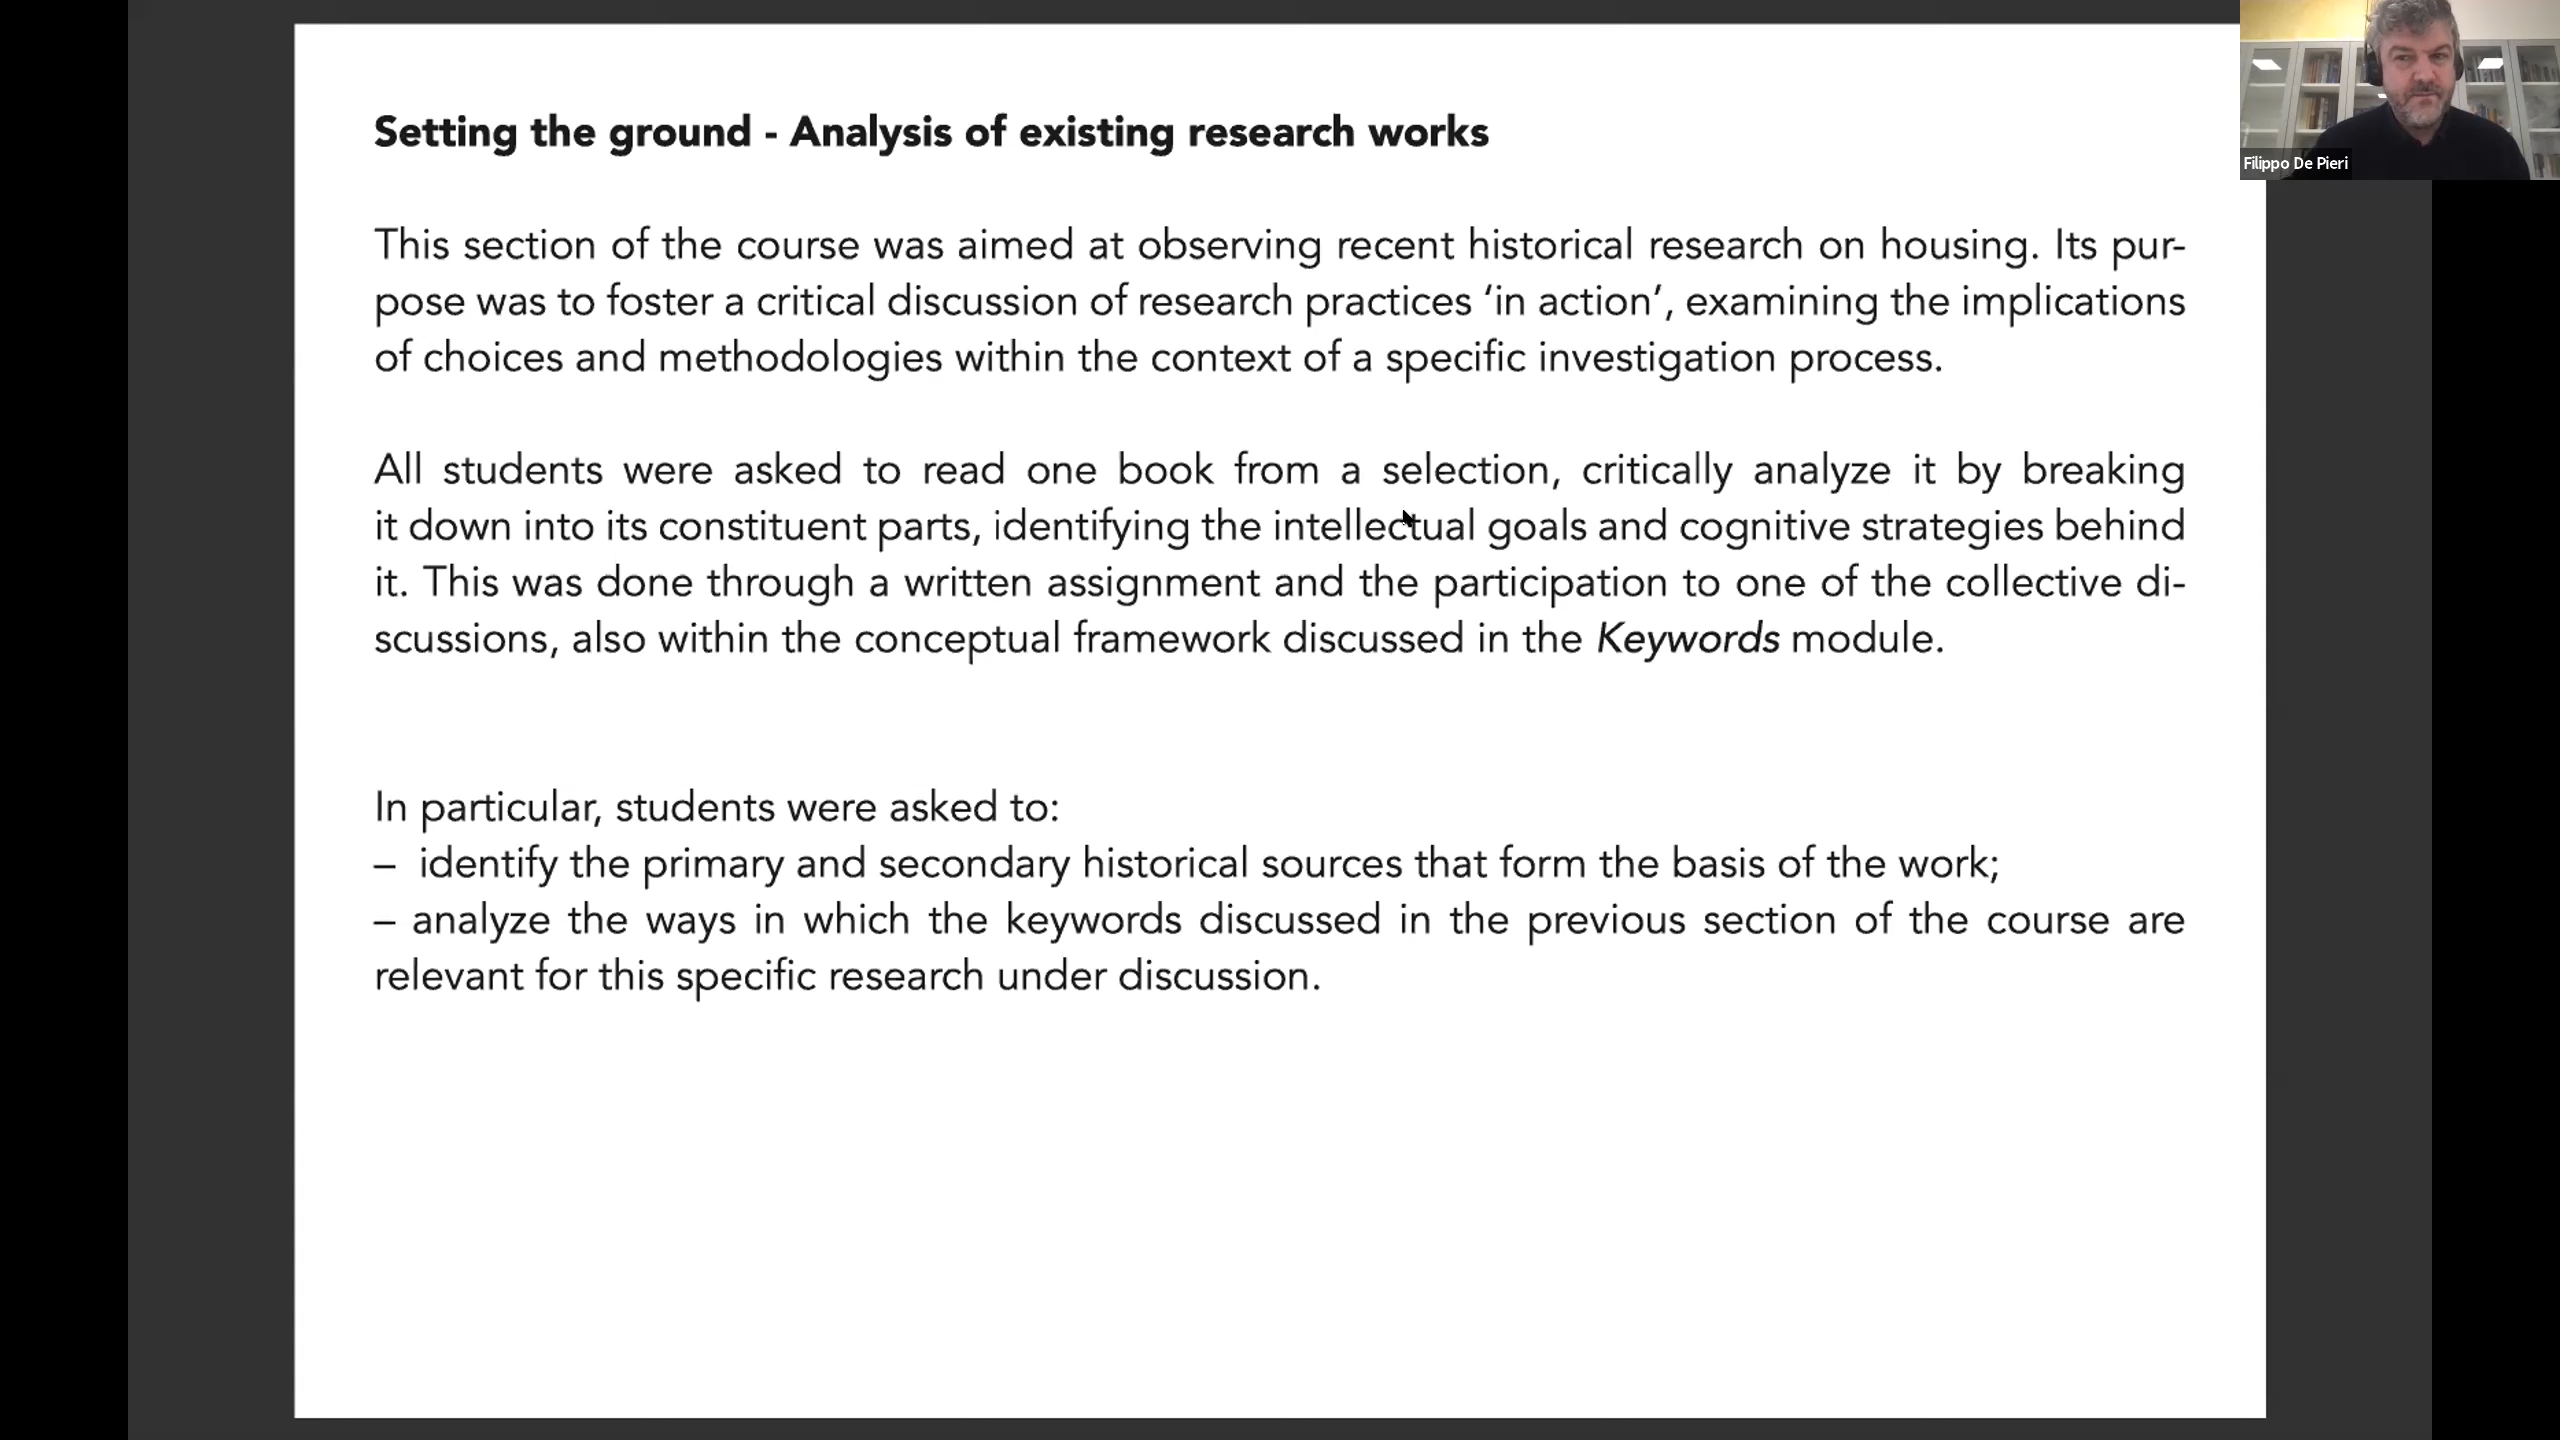 Setting the ground - Analysis of existing research works
This section of the course was aimed at observing recent historical research on housing. Its pur-
pose was to foster a critical discussion of research practices ‘in action’, examining the implications
of choices and methodologies within the context of a specific investigation process.
All students were asked to read one book from a selection, critically analyze it by breaking
it down into its constituent parts, identifying the intellectual goals and cognitive strategies behind
it. This was done through a written assignment and the participation to one of the collective di-
scussions, also within the conceptual framework discussed in the Keywords module.
In particular, students were asked to:
– identify the primary and secondary historical sources that form the basis of the work;
– analyze the ways in which the keywords discussed in the previous section of the course are
relevant for this specific research under discussion.
Filippo De Pieri